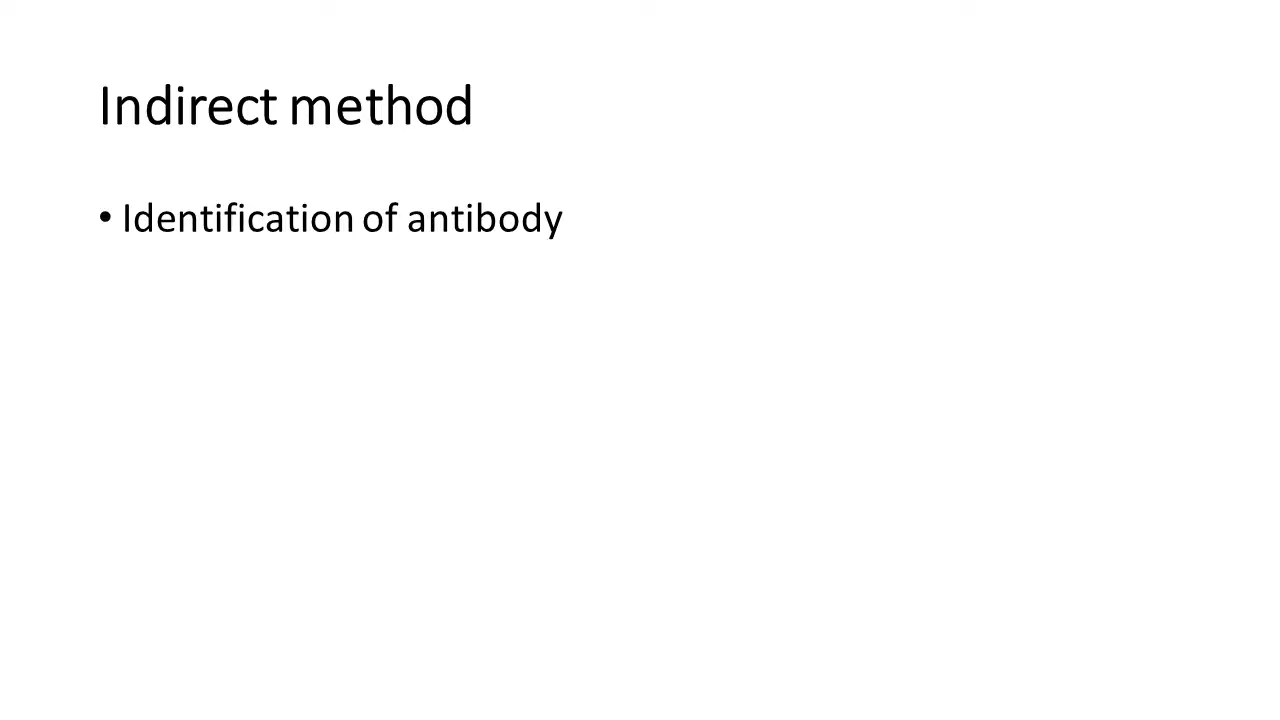 Indirect method
• Identification of antibody